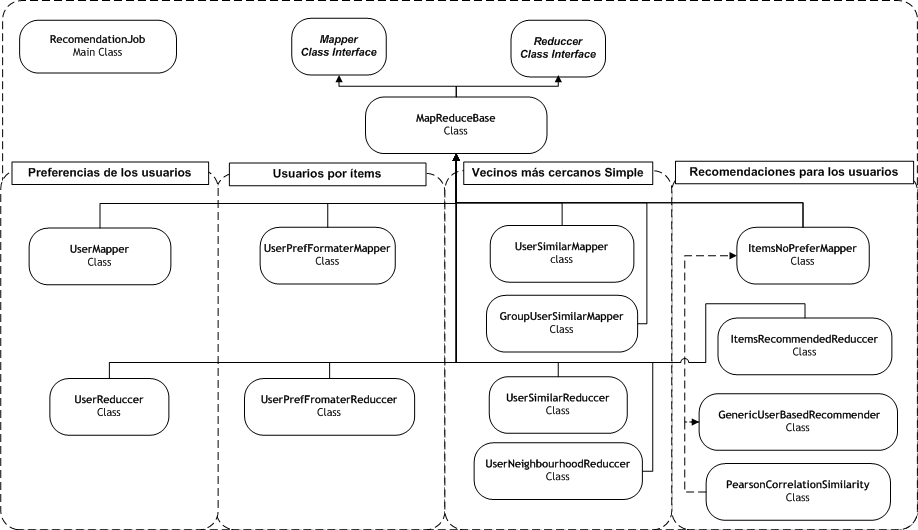 RecomendationJob
Main Class
Mapper
Class Interface
Reduccer
Class Interface
MapReduceBase
Class
Preferencias de los usuarios
Usuarios por ítems
Vecinos más cercanos Simple
Recomendaciones para los usuarios
UserMapper
Class
UserPrefFormaterMapper
Class
UserSimilarMapper
class
ItemsNoPreferMapper
Class
GroupUserSimilarMapper
Class
ItemsRecommendedReduccer
Class
UserReduccer
Class
UserPrefFromaterReduccer
Class
UserSimilarReduccer
Class
GenericUserBasedRecommender
Class
UserNeighbourhoodReduccer
Class
PearsonCorrelationSimilarity
Class